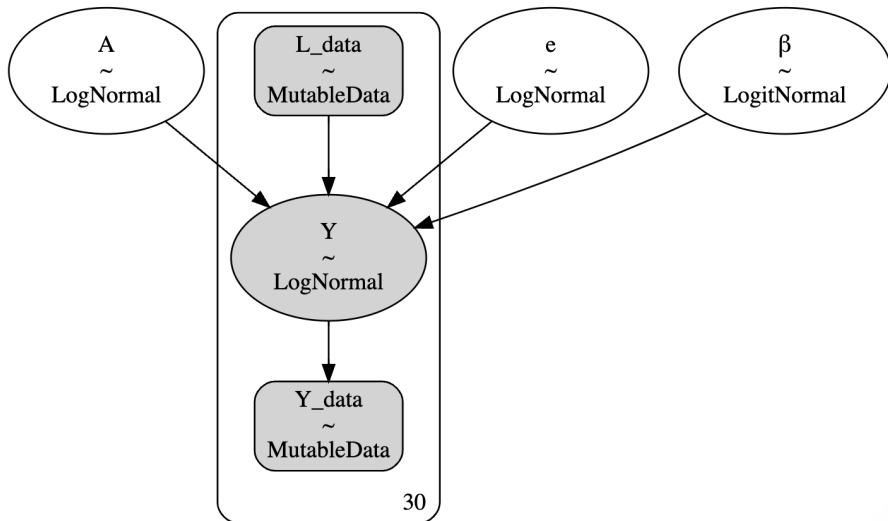 A
~
LogNormal
L_data
~
MutableData
e
~
LogNormal
β
~
LogitNormal
Y
~
LogNormal
Y_data
~
MutableData
30